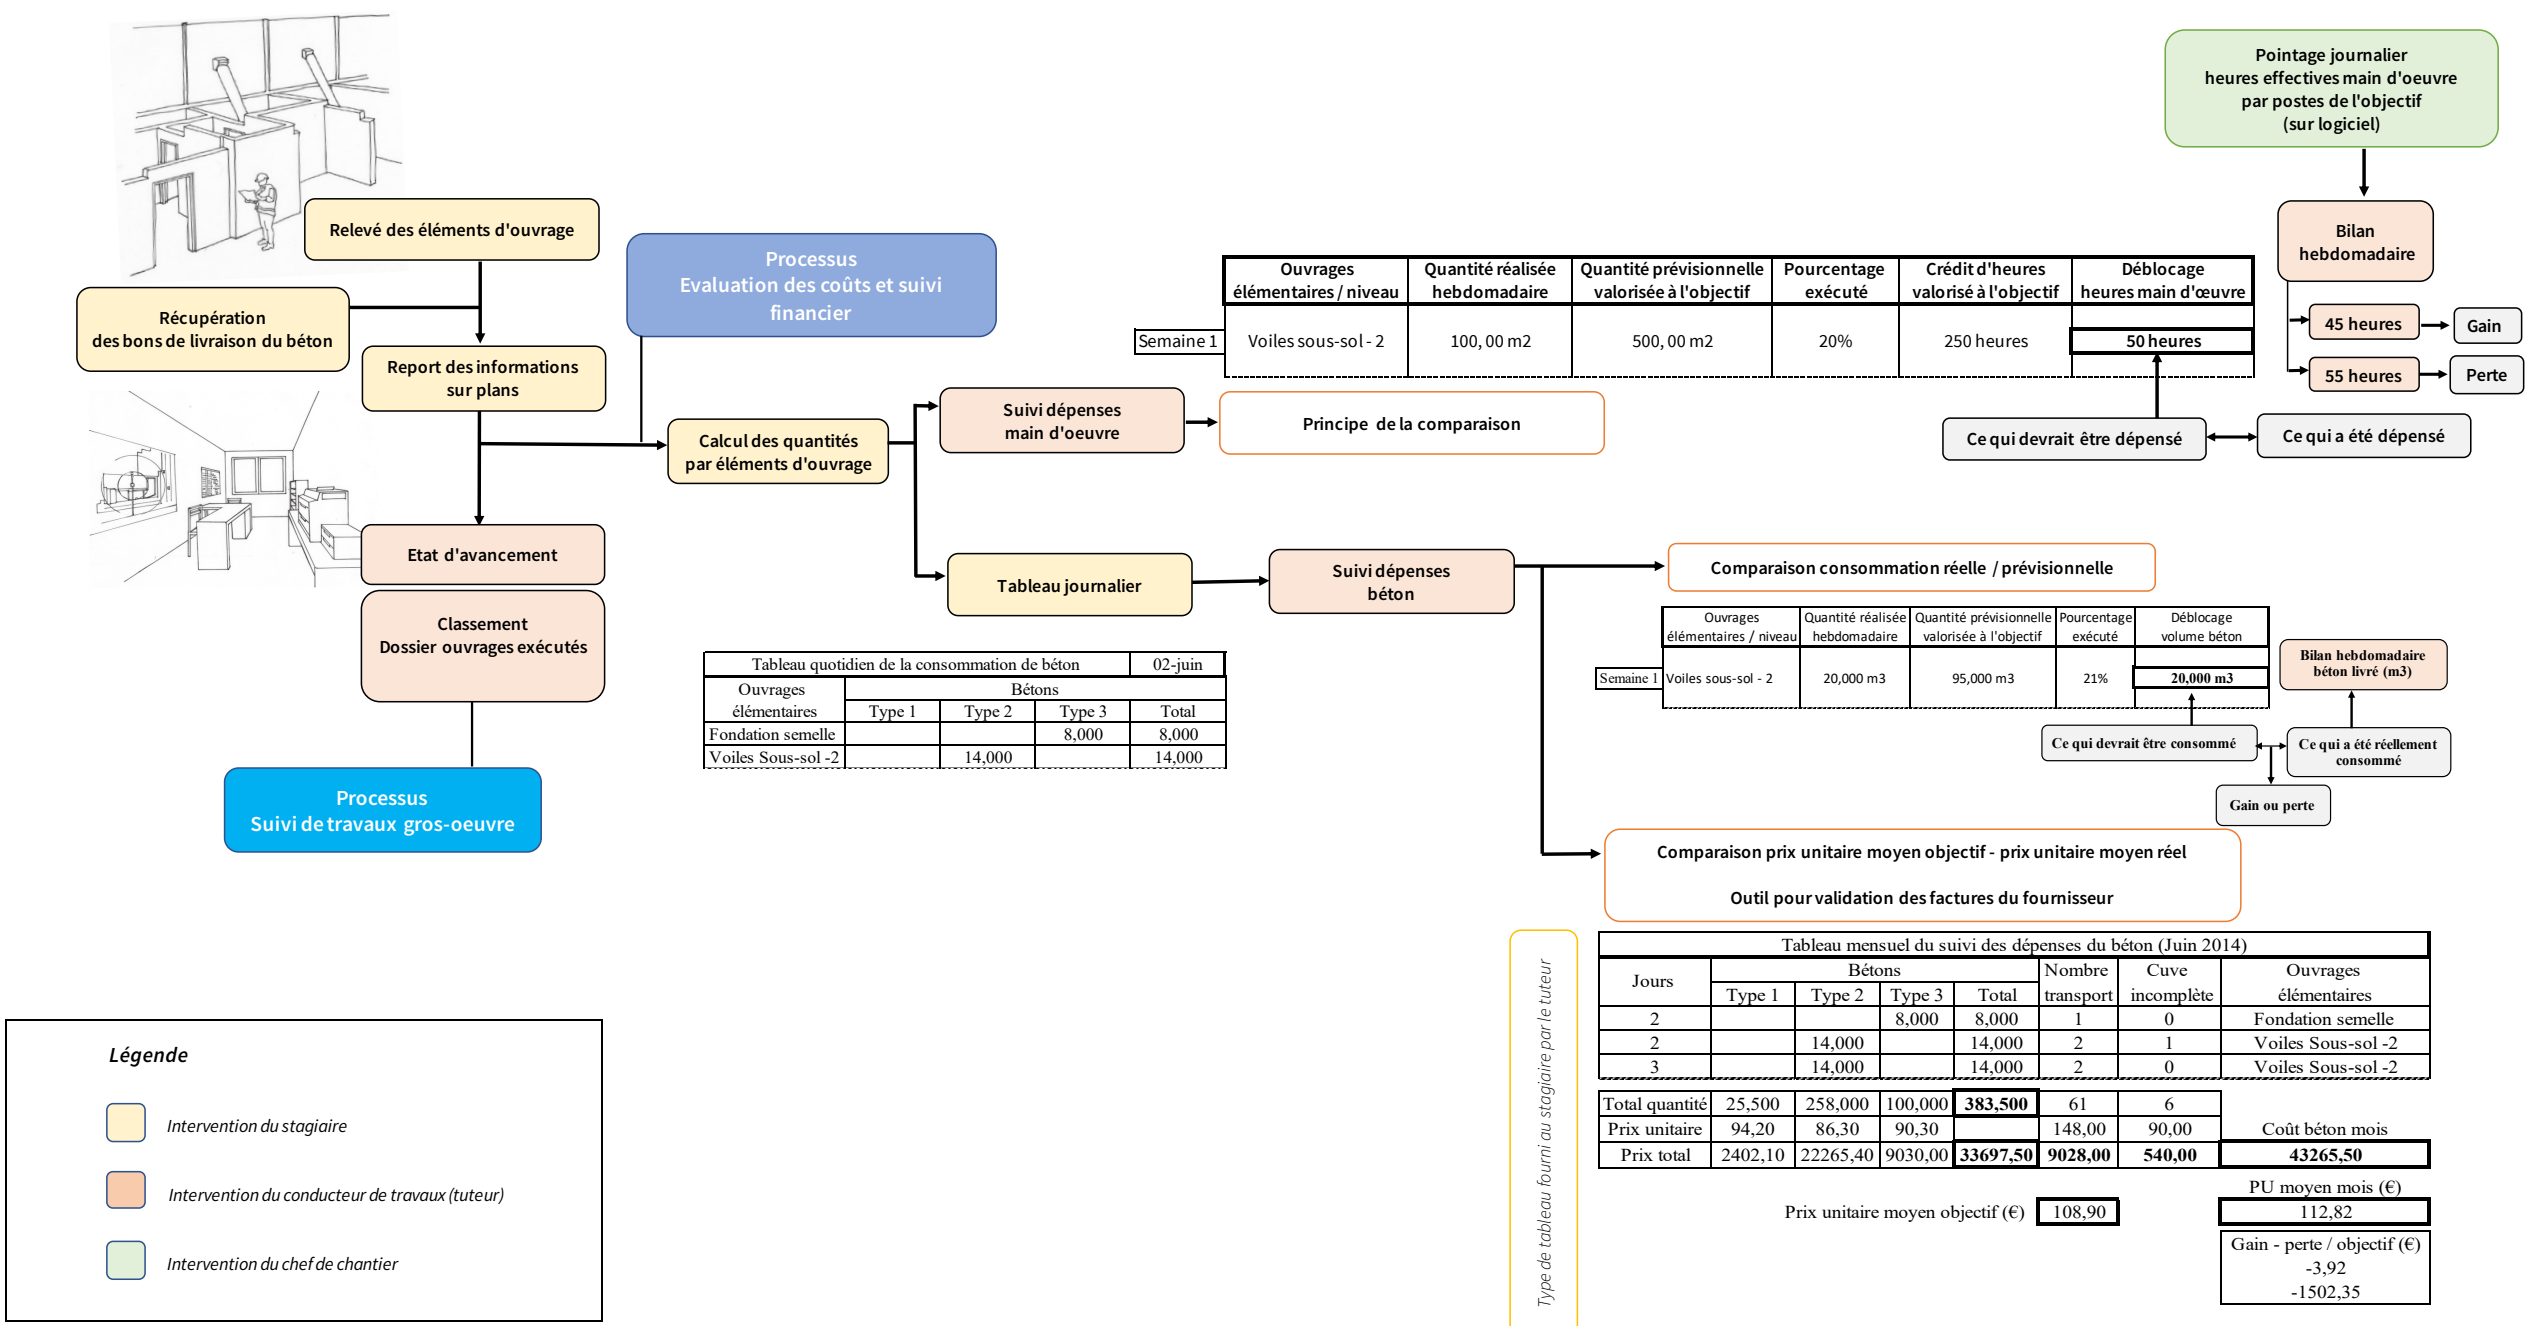 Pointage journalier
heures effectives main d'oeuvre
par postes de l'objectif
(sur logiciel)
Relevé des éléments d'ouvrage
Récupération
des bons de livraison du béton
Report des informations
sur plans
Processus
Evaluation des coûts et suivi
financier
Bilan
hebdomadaire
45 heures Gain
55 heures Perte
Ouvrages élémentaires / niveau Quantité réalisée hebdomadaire Quantité prévisionnelle valorisée à l'objectif Pourcentage exécuté Crédit d'heures valorisé à l'objectif Déblocage heures main d'œuvre
Semaine 1 Voiles sous-sol - 2 100, 00 m2 500, 00 m2 20% 250 heures 50 heures
Calcul des quantités
par éléments d'ouvrage
Suivi dépenses
main d'oeuvre
Principe de la comparaison
Ce qui devrait être dépensé Ce qui a été dépensé
Etat d'avancement
Classement
Dossier ouvrages exécutés
Processus
Suivi de travaux gros-oeuvre
Tableau journalier
Suivi dépenses
béton
Comparaison consommation réelle / prévisionnelle
Ouvrages élémentaires / niveau Quantité réalisée hebdomadaire Quantité prévisionnelle valorisée à l'objectif Pourcentage exécuté Déblocage volume béton
Semaine 1 Voiles sous-sol - 2 20,000 m3 95,000 m3 21% 20,000 m3
Bilan hebdomadaire
béton livré (m3)
Ce qui devrait être consommé
Ce qui a été réellement
consommé
Gain ou perte
Tableau quotidien de la consommation de béton 02-juin
Ouvrages élémentaires Bétons
Type 1 Type 2 Type 3 Total
Fondation semelle 8,000 8,000
Voiles Sous-sol -2 14,000 14,000
Comparaison prix unitaire moyen objectif - prix unitaire moyen réel
Outil pour validation des factures du fournisseur
Type de tableau fourni au stagiaire par le tuteur
Tableau mensuel du suivi des dépenses du béton (Juin 2014)
Jours Bétons Nombre transport Cuve incomplète Ouvrages élémentaires
Type 1 Type 2 Type 3 Total
2 8,000 8,000 1 0 Fondation semelle
2 14,000 14,000 2 1 Voiles Sous-sol -2
3 14,000 14,000 2 0 Voiles Sous-sol -2
Total quantité 25,500 258,000 100,000 383,500 61 6
Prix unitaire 94,20 86,30 90,30 148,00 90,00 Coût béton mois
Prix total 2402,10 22265,40 9030,00 33697,50 9028,00 540,00 43265,50
PU moyen mois (€)
Prix unitaire moyen objectif (€) 108,90 112,82
Gain - perte / objectif (€)
-3,92
-1502,35
Légende
Intervention du stagiaire
Intervention du conducteur de travaux (tuteur)
Intervention du chef de chantier